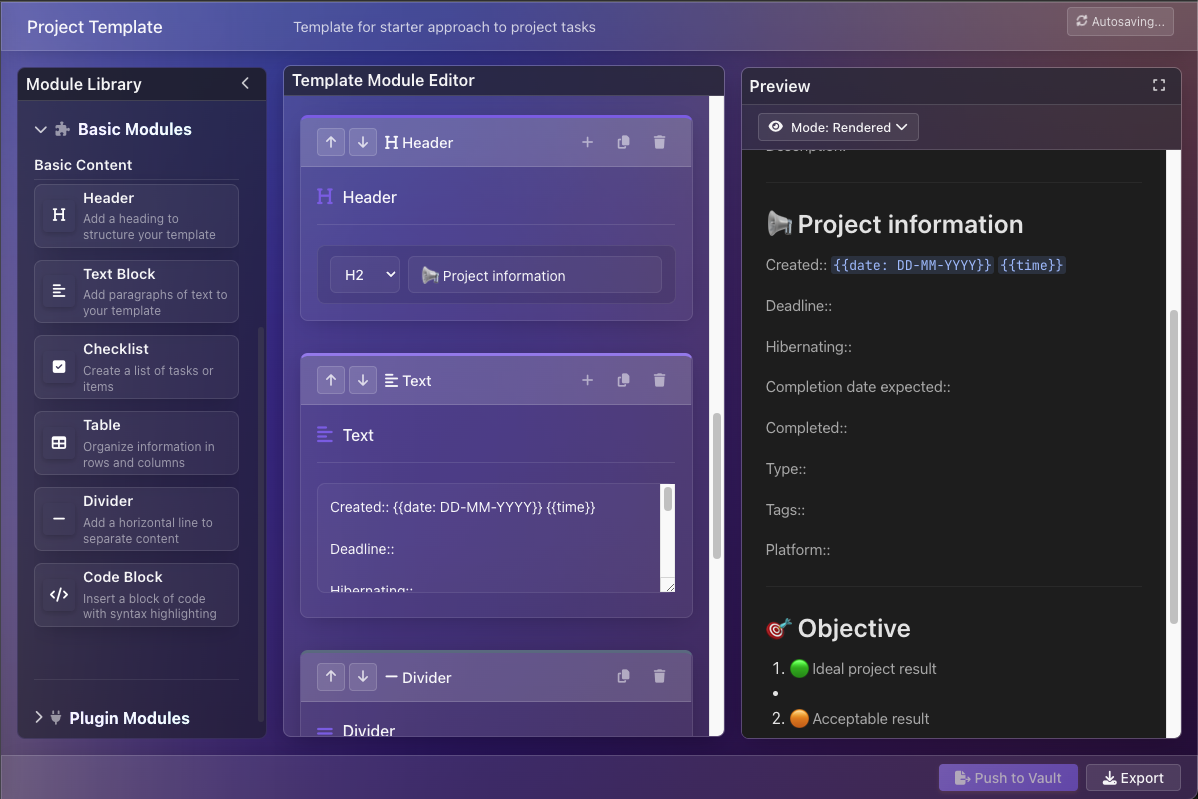 Project Template
Template for starter approach to project tasks
Autosaving...
Module Library
Basic Modules
Basic Content
Header
Add a heading to
structure your template
Text Block
Add paragraphs of text to
your template
Checklist
Create a list of tasks or
items
Table
Organize information in
rows and columns
Divider
Add a horizontal line to
separate content
Code Block
Insert a block of code
with syntax highlighting
Plugin Modules
Template Module Editor
Header
Header
H2
Project information
Text
Text
Created:: {{date: DD-MM-YYYY}} {{time}}
Deadline::
Hibernating::
Divider
Divider
Preview
Mode: Rendered
Description:
Project information
Created:: {{date: DD-MM-YYYY}} {{time}}
Deadline::
Hibernating::
Completion date expected::
Completed::
Type::
Tags::
Platform::
Objective
1. Ideal project result
•
2. Acceptable result
Push to Vault
Export